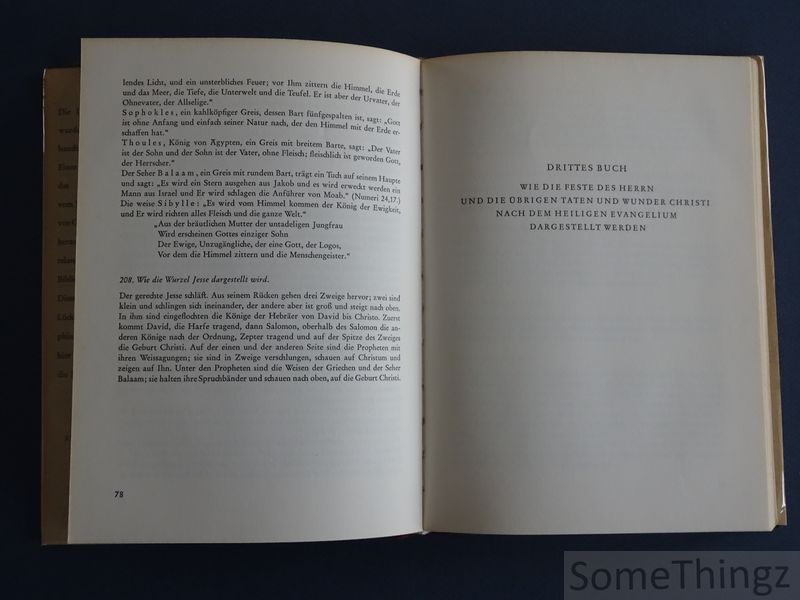 lendes Licht, und ein unsterbliches Feuer; vor Ihm zittern die Himmel, die Erde
und das Meer, die Tiefe, die Unterwelt und die Teufel. Er ist aber der Urvater, der
Ohnevater, der Allselige.“
Sophokles, ein kahlköpfiger Greis, dessen Bart fünfgespalten ist, sagt: „Gott
ist ohne Anfang und einfach seiner Natur nach, der den Himmel mit der Erde er-
schaffen hat.“
Thoules, König von Ägypten, ein Greis mit breitem Barte, sagt: „Der Vater
ist der Sohn und der Sohn ist der Vater, ohne Fleisch; fleischlich ist geworden Gott,
der Herrscher.“
Der Seher Balaam, ein Greis mit rundem Bart, trägt ein Tuch auf seinem Haupte
und sagt: „Es wird ein Stern ausgehen aus Jakob und es wird erweckt werden ein
Mann aus Israel und Er wird schlagen die Anführer von Moab.“ (Numeri 24,17.)
Die weise Sibylle: „Es wird vom Himmel kommen der König der Ewigkeit,
und Er wird richten alles Fleisch und die ganze Welt.“
„Aus der bräutlichen Mutter der untadeligen Jungfrau
Wird erscheinen Gottes einziger Sohn
Der Ewige, Unzugängliche, der eine Gott, der Logos,
Vor dem die Himmel zittern und die Menschengeister.“
208. Wie die Wurzel Jesse dargestellt wird.
Der gerechte Jesse schläft. Aus seinem Rücken gehen drei Zweige hervor; zwei sind
klein und schlingen sich ineinander, der andere aber ist groß und steigt nach oben.
In ihm sind eingeflochten die Könige der Hebräer von David bis Christo. Zuerst
kommt David, die Harfe tragend, dann Salomon, oberhalb des Salomon die an-
deren Könige nach der Ordnung, Zepter tragend und auf der Spitze des Zweiges
die Geburt Christi. Auf der einen und der anderen Seite sind die Propheten mit
ihren Weissagungen; sie sind in Zweige verschlungen, schauen auf Christum und
zeigen auf Ihn. Unter den Propheten sind die Weisen der Griechen und der Seher
Balaam; sie halten ihre Spruchbänder und schauen nach oben, auf die Geburt Christi.
78
DRITTES BUCH
WIE DIE FESTE DES HERRN
UND DIE ÜBRIGEN TATEN UND WUNDER CHRISTI
NACH DEM HEILIGEN EVANGELIUM
DARGESTELLT WERDEN
SomeThingz